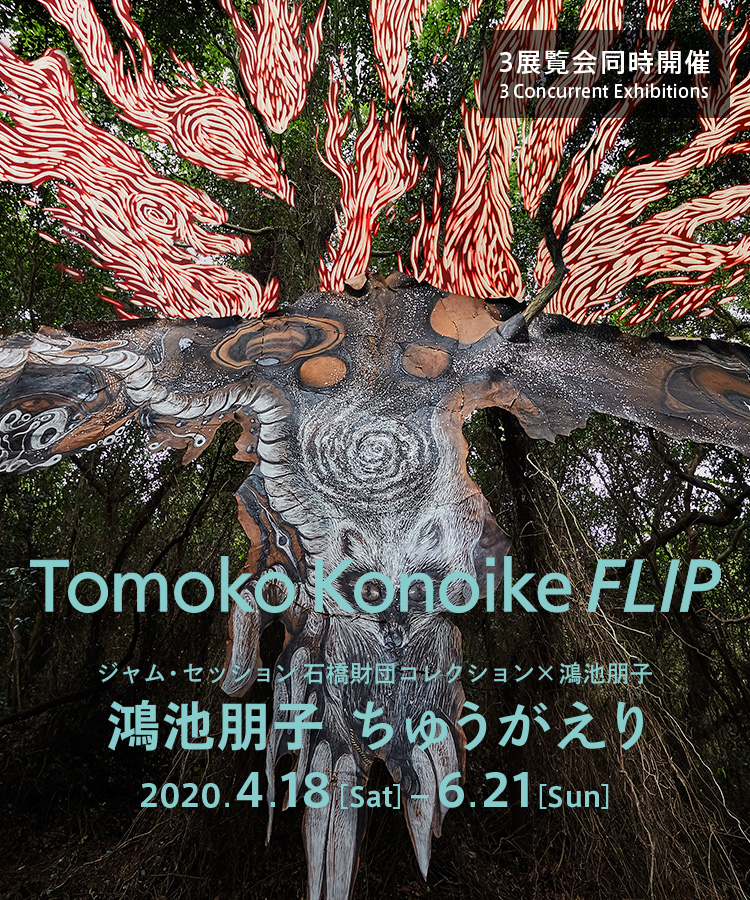 3展覧会同時開催
3 Concurrent Exhibitions
Tomoko Konoike FLIP
ジャム・セッション 石橋財団コレクション×鴻池朋子
鴻池朋子 ちゅうがえり
2020.4.18[Sat]–6.21[Sun]